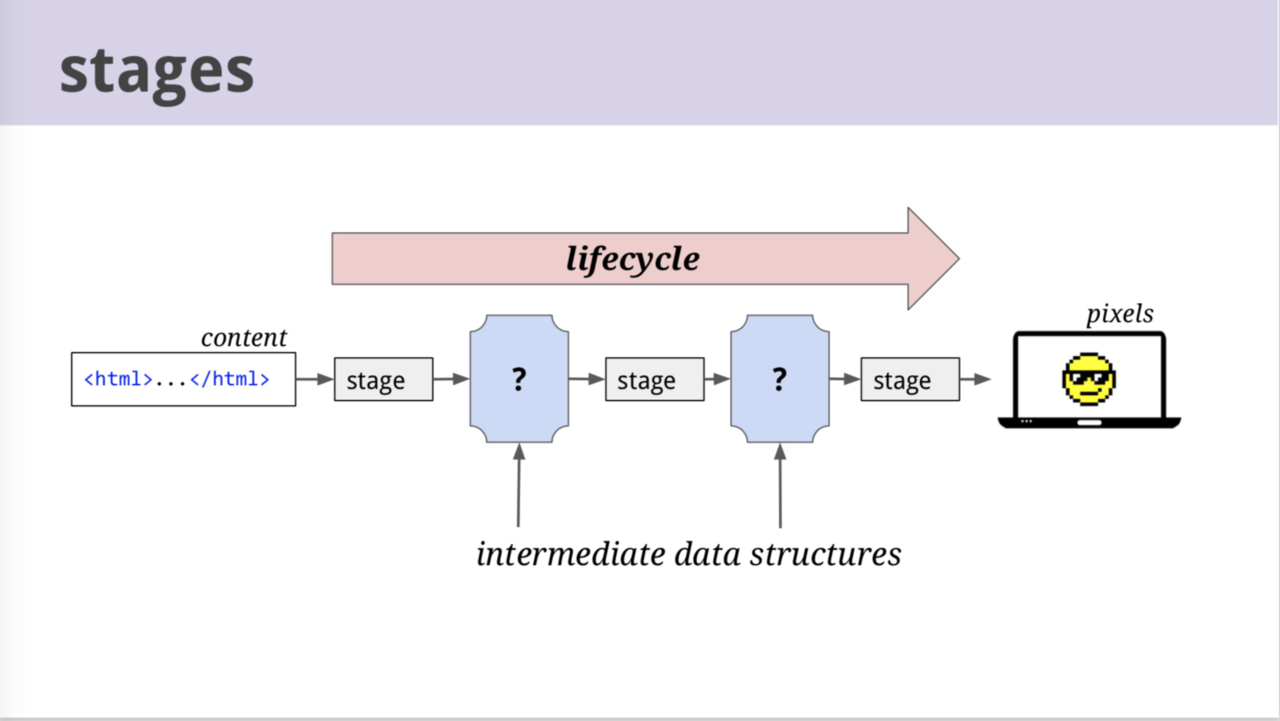 stages
lifecycle
content
pixels
<html>...</html>
stage
?
stage
?
stage
intermediate data structures